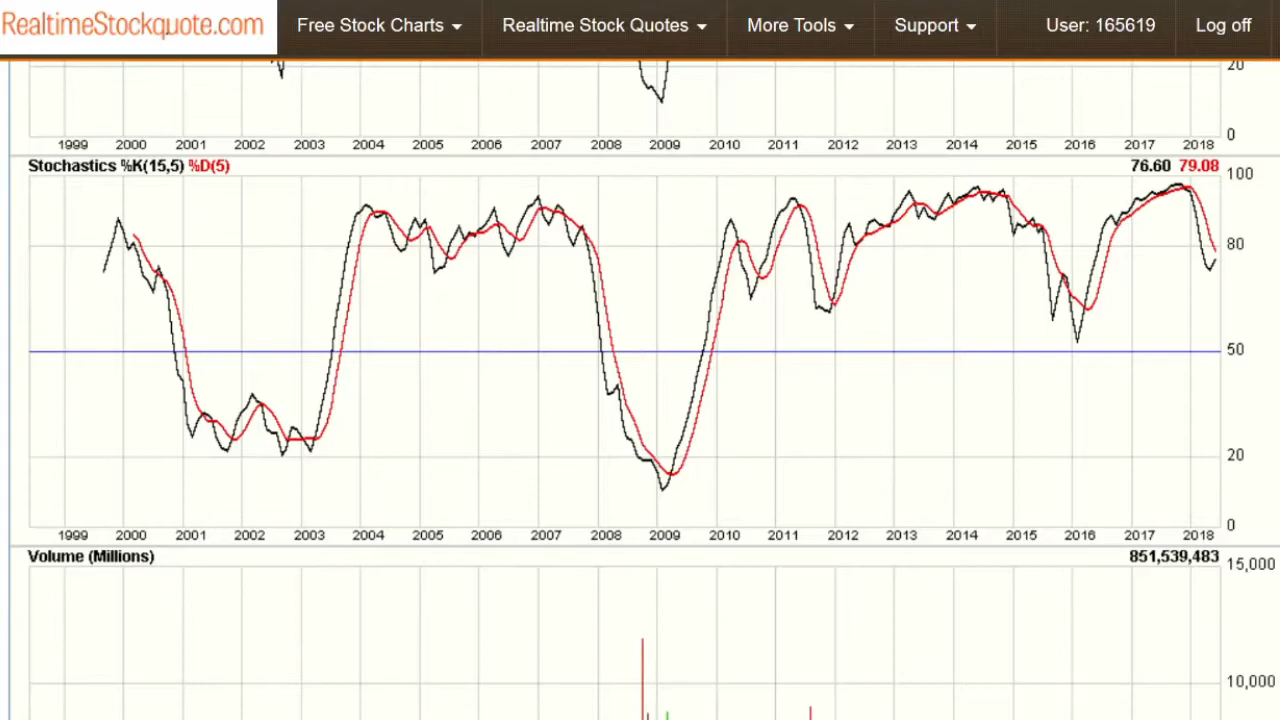 RealtimeStockquote.com Free Stock Charts Realtime Stock Quotes More Tools Support User: 165619 Log off
20
0
1999 2000 2001 2002 2003 2004 2005 2006 2007 2008 2009 2010 2011 2012 2013 2014 2015 2016 2017 2018
Stochastics %K(15,5) %D(5) 76.60 79.08
100
80
50
20
0
1999 2000 2001 2002 2003 2004 2005 2006 2007 2008 2009 2010 2011 2012 2013 2014 2015 2016 2017 2018
Volume (Millions) 851,539,483
15,000
10,000